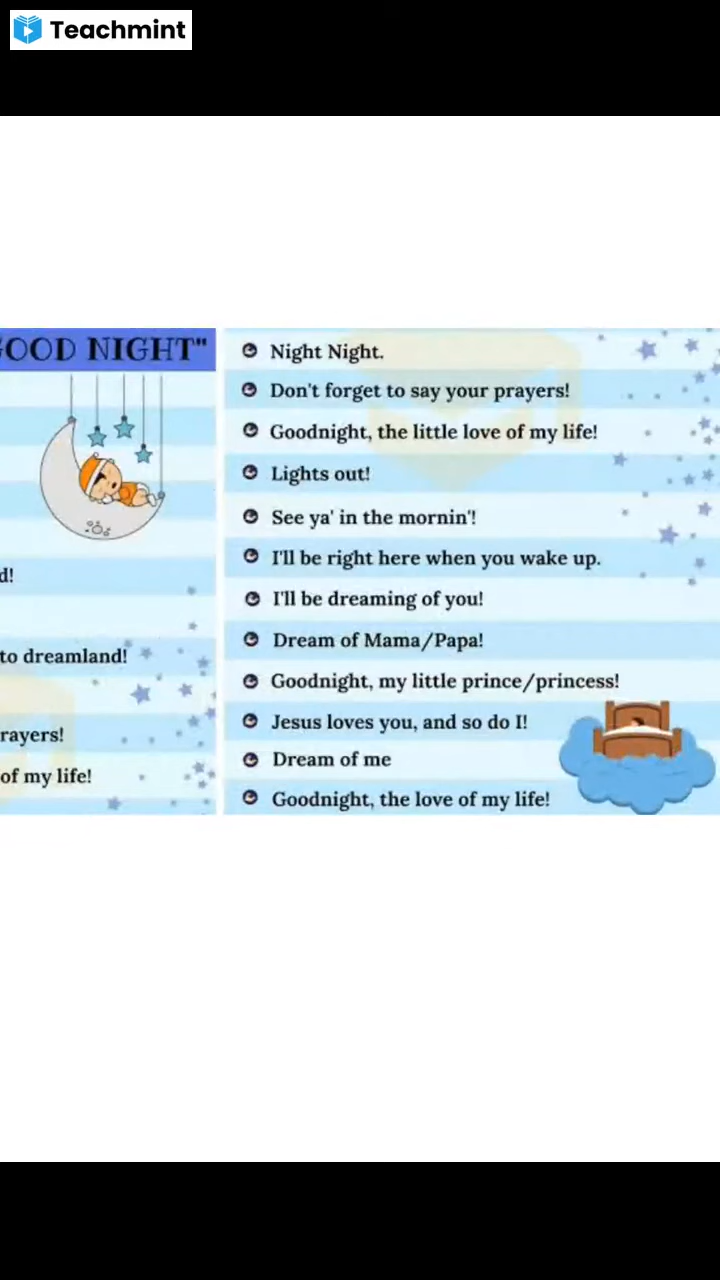 Teachmint
GOOD NIGHT"
d!
to dreamland!
rayers!
of my life!
Night Night.
Don't forget to say your prayers!
Goodnight, the little love of my life!
Lights out!
See ya' in the mornin'!
I'll be right here when you wake up.
I'll be dreaming of you!
Dream of Mama/Papa!
Goodnight, my little prince/princess!
Jesus loves you, and so do I!
Dream of me
Goodnight, the love of my life!